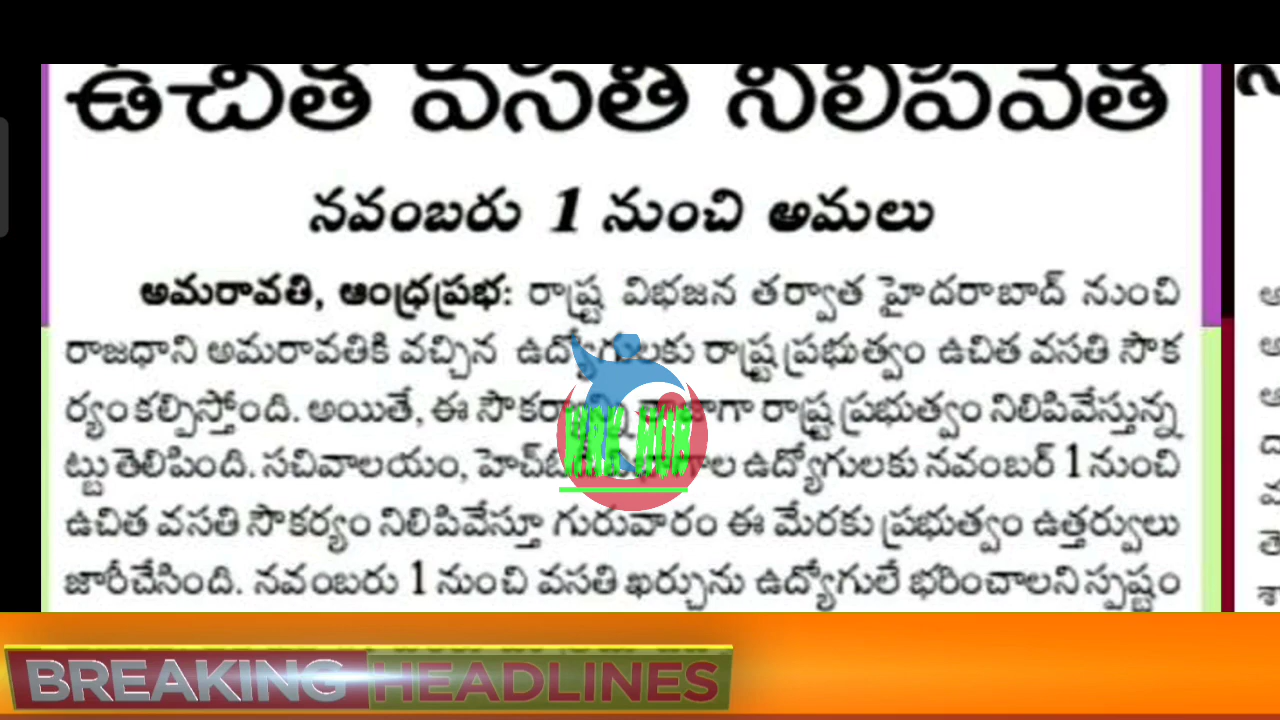 ఉచిత వసతి నిలిపివేత
నవంబరు 1 నుంచి అమలు
అమరావతి, ఆంధ్రప్రభ: రాష్ట్ర విభజన తర్వాత హైదరాబాద్ నుంచి
రాజధాని అమరావతికి వచ్చిన ఉద్యోగులకు రాష్ట్ర ప్రభుత్వం ఉచిత వసతి సౌక
ర్యం కల్పిస్తోంది. అయితే, ఈ సౌకర్యాన్ని తాజాగా రాష్ట్ర ప్రభుత్వం నిలిపివేస్తున్న
ట్టు తెలిపింది. సచివాలయం, ఉద్యోగులకు నవంబర్ 1 నుంచి
ఉచిత వసతి సౌకర్యం నిలిపివేస్తూ గురువారం ఈ మేరకు ప్రభుత్వం ఉత్తర్వులు
జారీచేసింది. నవంబరు 1 నుంచి వసతి ఖర్చును ఉద్యోగులే భరించాలని స్పష్టం
BREAKING HEADLINES